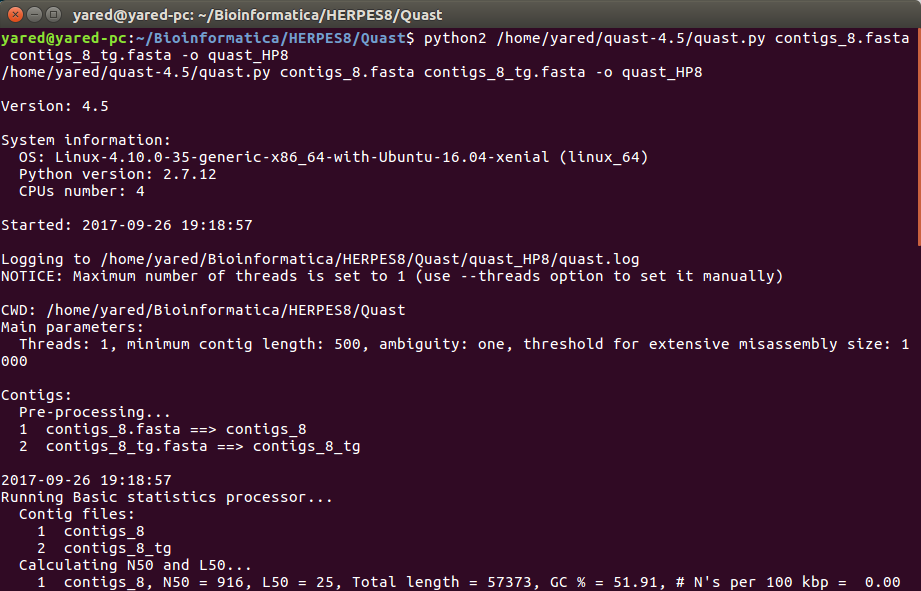 yared@yared-pc: ~/Bioinformatica/HERPES8/Quast
yared@yared-pc:~/Bioinformatica/HERPES8/Quast$ python2 /home/yared/quast-4.5/quast.py contigs_8.fasta
 contigs_8_tg.fasta -o quast_HP8
/home/yared/quast-4.5/quast.py contigs_8.fasta contigs_8_tg.fasta -o quast_HP8

Version: 4.5

System information:
  OS: Linux-4.10.0-35-generic-x86_64-with-Ubuntu-16.04-xenial (linux_64)
  Python version: 2.7.12
  CPUs number: 4

Started: 2017-09-26 19:18:57

Logging to /home/yared/Bioinformatica/HERPES8/Quast/quast_HP8/quast.log
NOTICE: Maximum number of threads is set to 1 (use --threads option to set it manually)

CWD: /home/yared/Bioinformatica/HERPES8/Quast
Main parameters:
  Threads: 1, minimum contig length: 500, ambiguity: one, threshold for extensive misassembly size: 1
000

Contigs:
  Pre-processing...
  1  contigs_8.fasta ==> contigs_8
  2  contigs_8_tg.fasta ==> contigs_8_tg

2017-09-26 19:18:57
Running Basic statistics processor...
  Contig files:
    1  contigs_8
    2  contigs_8_tg
  Calculating N50 and L50...
    1  contigs_8, N50 = 916, L50 = 25, Total length = 57373, GC % = 51.91, # N's per 100 kbp =  0.00